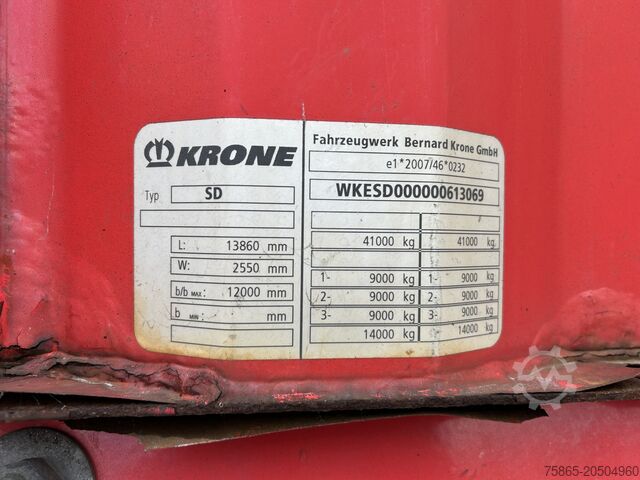 KRONE
Typ SD
L: 13860 mm
W: 2550 mm
b/b MAX: 12000 mm
b MIN: mm
Fahrzeugwerk Bernard Krone GmbH
e1*2007/46*0232
WKESD000000613069
41000 kg 41000 kg
1- 9000 kg 1- 9000 kg
2- 9000 kg 2- 9000 kg
3- 9000 kg 3- 9000 kg
14000 kg 14000 kg
75865-20504960